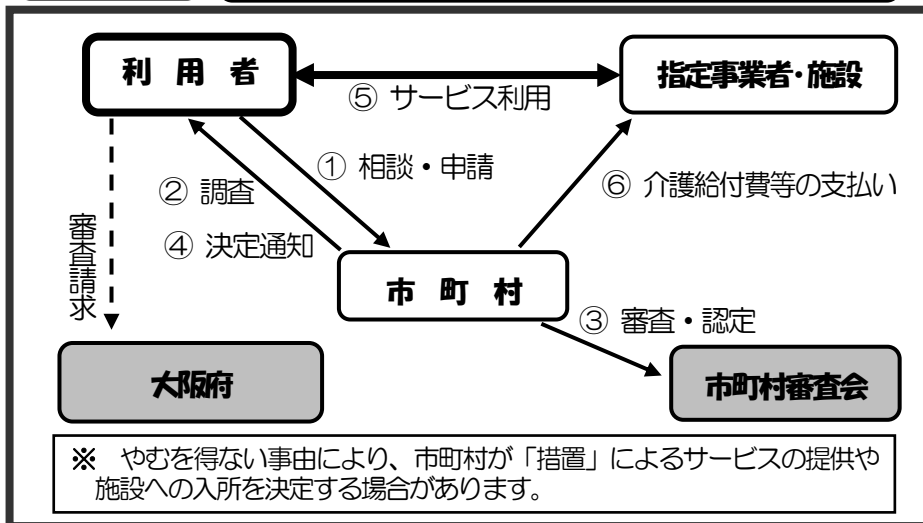 利用者
指定事業者・施設
⑤ サービス利用
① 相談・申請
② 調査
⑥ 介護給付費等の支払い
④ 決定通知
審査請求
市町村
③ 審査・認定
大阪府
市町村審査会
※ やむを得ない事由により、市町村が「措置」によるサービスの提供や
施設への入所を決定する場合があります。